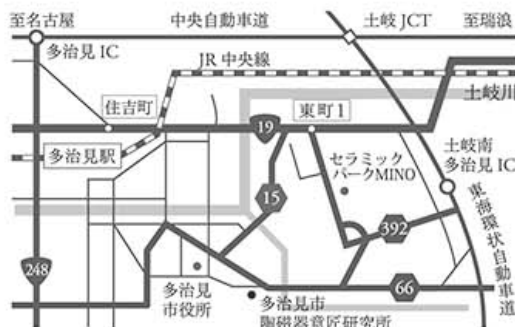 至名古屋
中央自動車道
土岐JCT
至瑞浪
多治見IC
JR中央線
土岐川
住吉町
東町1
19
多治見駅
セラミック
パークMINO
土岐南
多治見IC
15
392
東海環状自動車道
248
66
多治見
市役所
多治見市
陶磁器意匠研究所